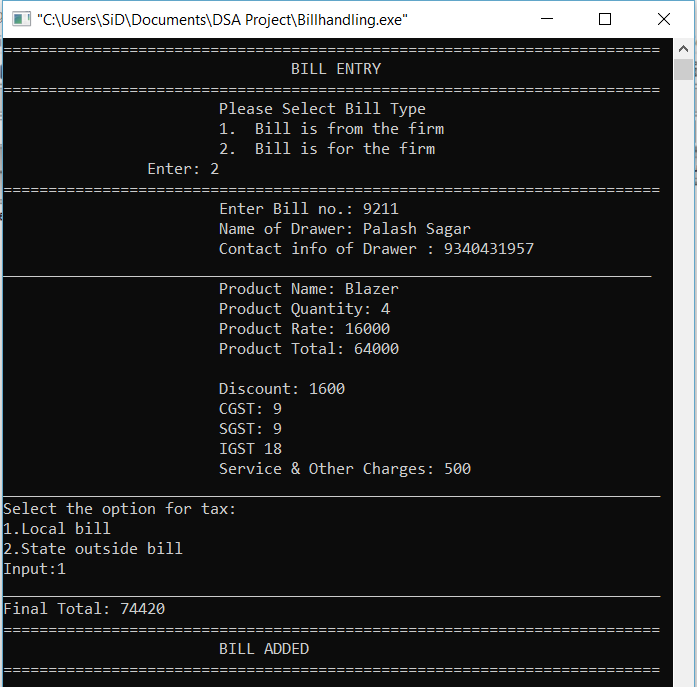 "C:\Users\SiD\Documents\DSA Project\Billhandling.exe"
=========================================================================
BILL ENTRY
=========================================================================
Please Select Bill Type
1.  Bill is from the firm
2.  Bill is for the firm
Enter: 2
=========================================================================
Enter Bill no.: 9211
Name of Drawer: Palash Sagar
Contact info of Drawer : 9340431957
________________________________________________________________________
Product Name: Blazer
Product Quantity: 4
Product Rate: 16000
Product Total: 64000
Discount: 1600
CGST: 9
SGST: 9
IGST 18
Service & Other Charges: 500
_________________________________________________________________________
Select the option for tax:
1.Local bill
2.State outside bill
Input:1
_________________________________________________________________________
Final Total: 74420
=========================================================================
BILL ADDED
=========================================================================